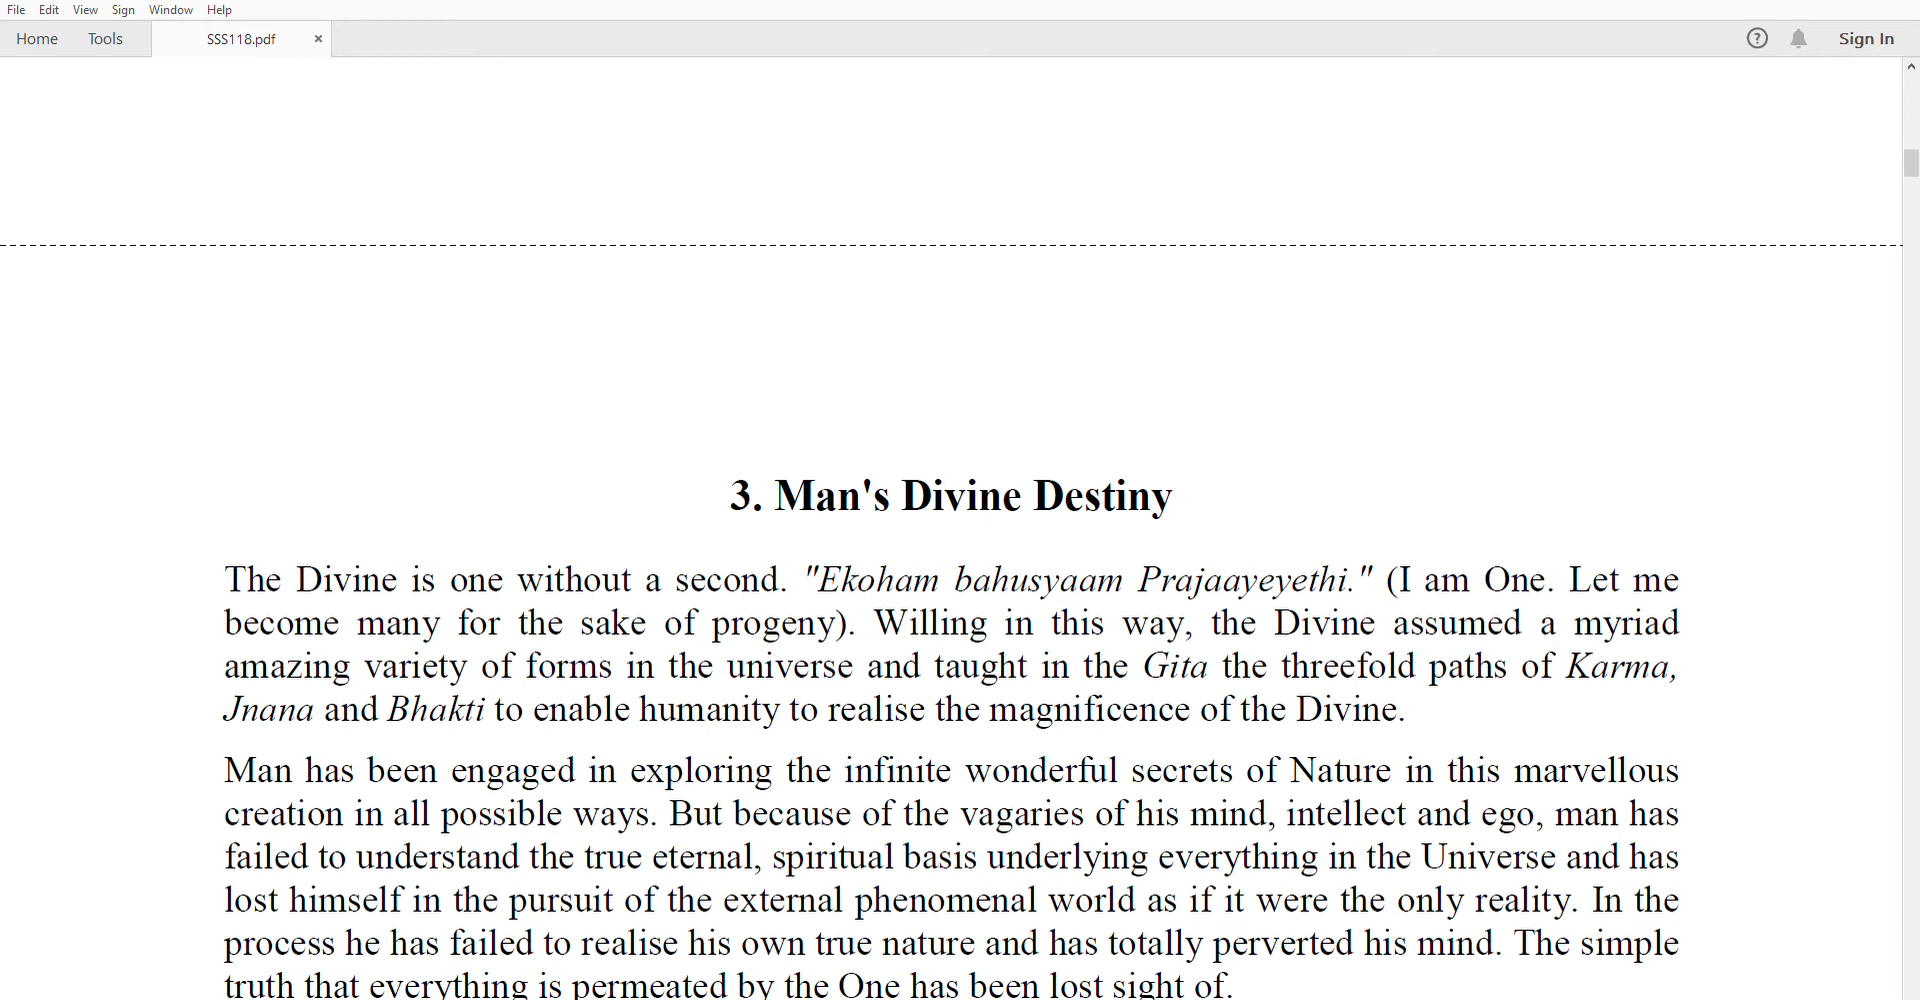 File Edit View Sign Window Help
Home Tools SSS118.pdf × ? Sign In
3. Man's Divine Destiny
The Divine is one without a second. "Ekoham bahusyaam Prajaayeyethi." (I am One. Let me
become many for the sake of progeny). Willing in this way, the Divine assumed a myriad
amazing variety of forms in the universe and taught in the Gita the threefold paths of Karma,
Jnana and Bhakti to enable humanity to realise the magnificence of the Divine.
Man has been engaged in exploring the infinite wonderful secrets of Nature in this marvellous
creation in all possible ways. But because of the vagaries of his mind, intellect and ego, man has
failed to understand the true eternal, spiritual basis underlying everything in the Universe and has
lost himself in the pursuit of the external phenomenal world as if it were the only reality. In the
process he has failed to realise his own true nature and has totally perverted his mind. The simple
truth that everything is permeated by the One has been lost sight of.